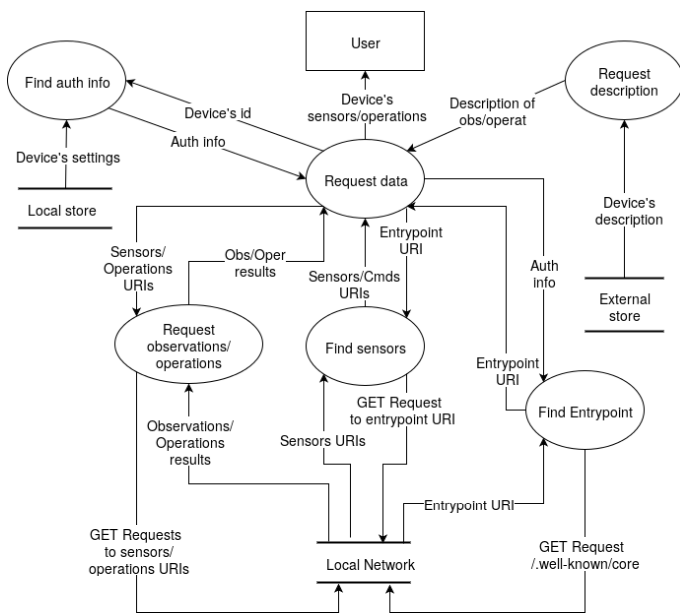 User
Find auth info
Request
description
Device's id
Device's
sensors/operations
Description of
obs/operat
Auth info
Device's settings
Request data
Local store
Device's
description
Sensors/
Operations
URIs
Obs/Oper
results
Sensors/Cmds
URIs
Entrypoint
URI
Auth
info
External
store
Request
observations/
operations
Find sensors
Entrypoint
URI
GET Request
to entrypoint URI
Find Entrypoint
Observations/
Operations
results
Sensors URIs
Entrypoint URI
GET Requests
to sensors/
operations URIs
Local Network
GET Request
/.well-known/core